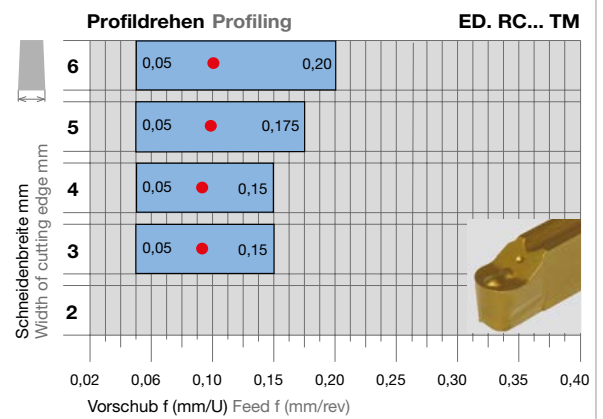 Profildrehen Profiling
ED. RC... TM
Schneidenbreite mm
Width of cutting edge mm
6
0,05
0,20
5
0,05
0,175
4
0,05
0,15
3
0,05
0,15
2
0,02 0,06 0,10 0,15 0,20 0,25 0,30 0,35 0,40
Vorschub f (mm/U) Feed f (mm/rev)